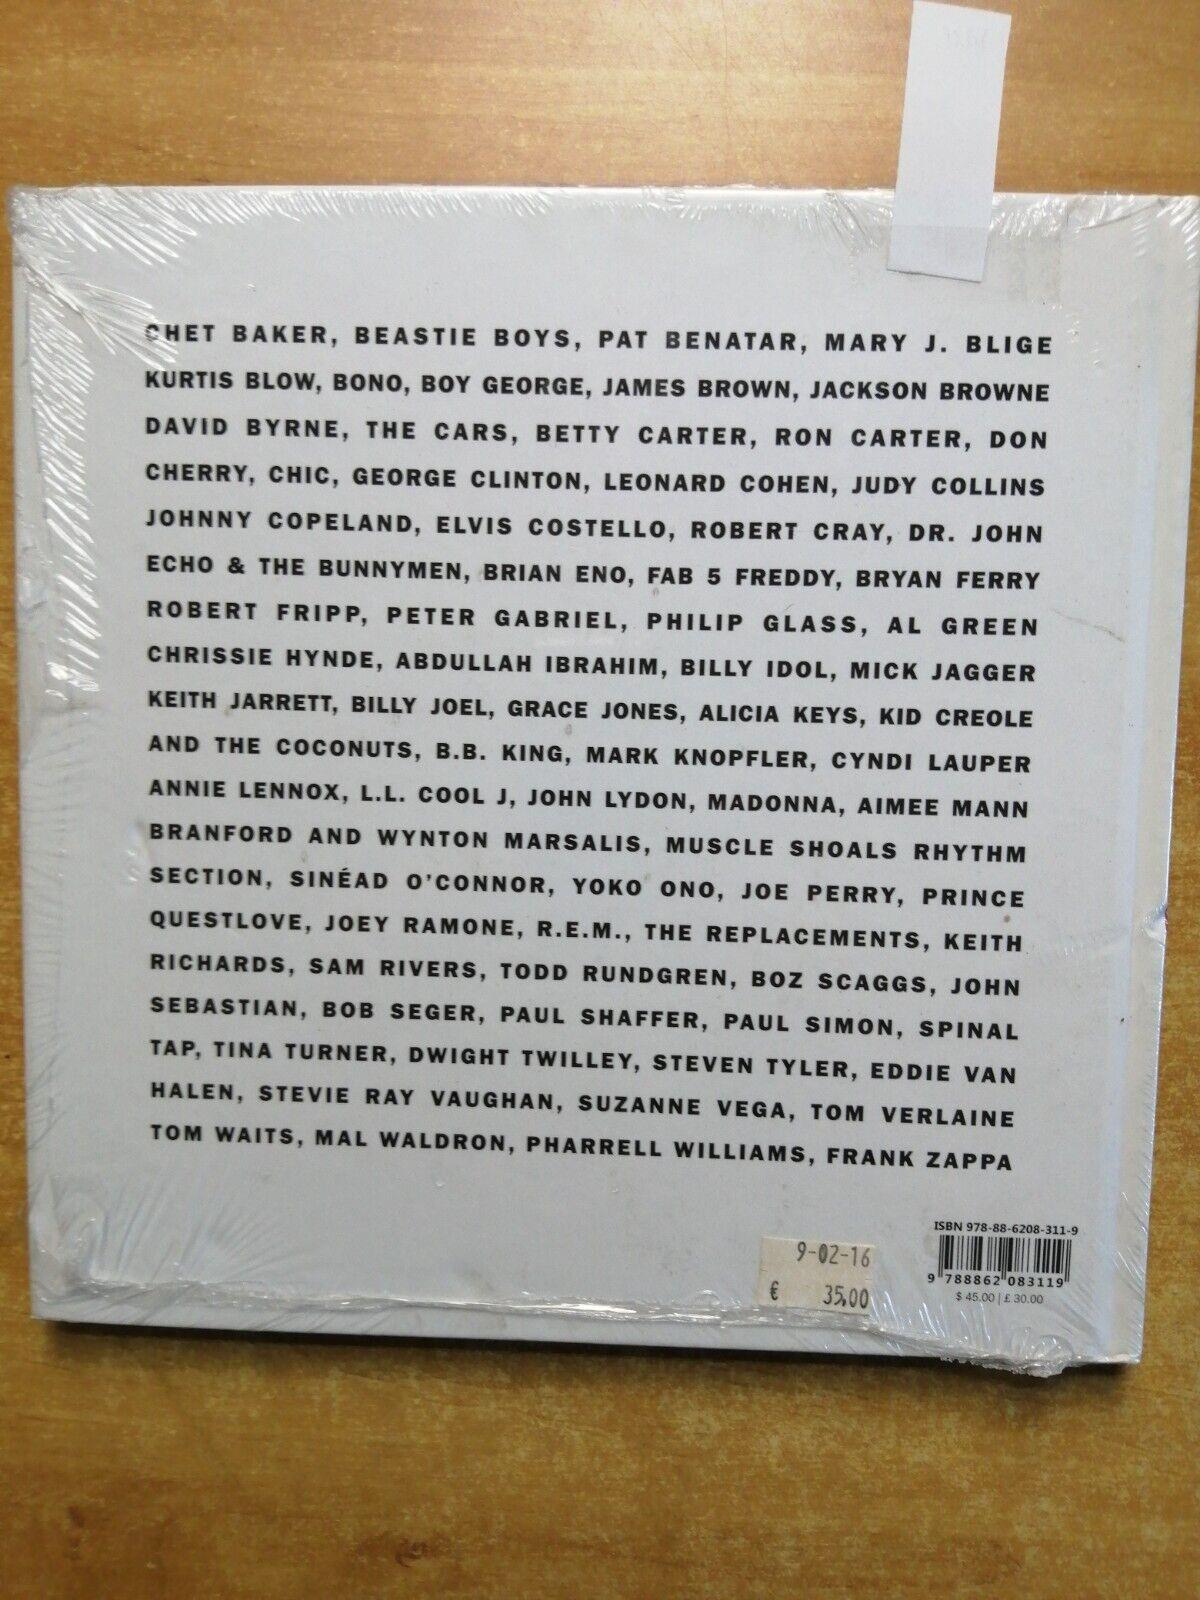 CHET BAKER, BEASTIE BOYS, PAT BENATAR, MARY J. BLIGE
KURTIS BLOW, BONO, BOY GEORGE, JAMES BROWN, JACKSON BROWNE
DAVID BYRNE, THE CARS, BETTY CARTER, RON CARTER, DON
CHERRY, CHIC, GEORGE CLINTON, LEONARD COHEN, JUDY COLLINS
JOHNNY COPELAND, ELVIS COSTELLO, ROBERT CRAY, DR. JOHN
ECHO & THE BUNNYMEN, BRIAN ENO, FAB 5 FREDDY, BRYAN FERRY
ROBERT FRIPP, PETER GABRIEL, PHILIP GLASS, AL GREEN
CHRISSIE HYNDE, ABDULLAH IBRAHIM, BILLY IDOL, MICK JAGGER
KEITH JARRETT, BILLY JOEL, GRACE JONES, ALICIA KEYS, KID CREOLE
AND THE COCONUTS, B.B. KING, MARK KNOPFLER, CYNDI LAUPER
ANNIE LENNOX, L.L. COOL J, JOHN LYDON, MADONNA, AIMEE MANN
BRANFORD AND WYNTON MARSALIS, MUSCLE SHOALS RHYTHM
SECTION, SINÉAD O'CONNOR, YOKO ONO, JOE PERRY, PRINCE
QUESTLOVE, JOEY RAMONE, R.E.M., THE REPLACEMENTS, KEITH
RICHARDS, SAM RIVERS, TODD RUNDGREN, BOZ SCAGGS, JOHN
SEBASTIAN, BOB SEGER, PAUL SHAFFER, PAUL SIMON, SPINAL
TAP, TINA TURNER, DWIGHT TWILLEY, STEVEN TYLER, EDDIE VAN
HALEN, STEVIE RAY VAUGHAN, SUZANNE VEGA, TOM VERLAINE
TOM WAITS, MAL WALDRON, PHARRELL WILLIAMS, FRANK ZAPPA
ISBN 978-88-6208-311-9
9 788862 083119
$ 45.00 | £ 30.00
9-02-16
€ 35,00